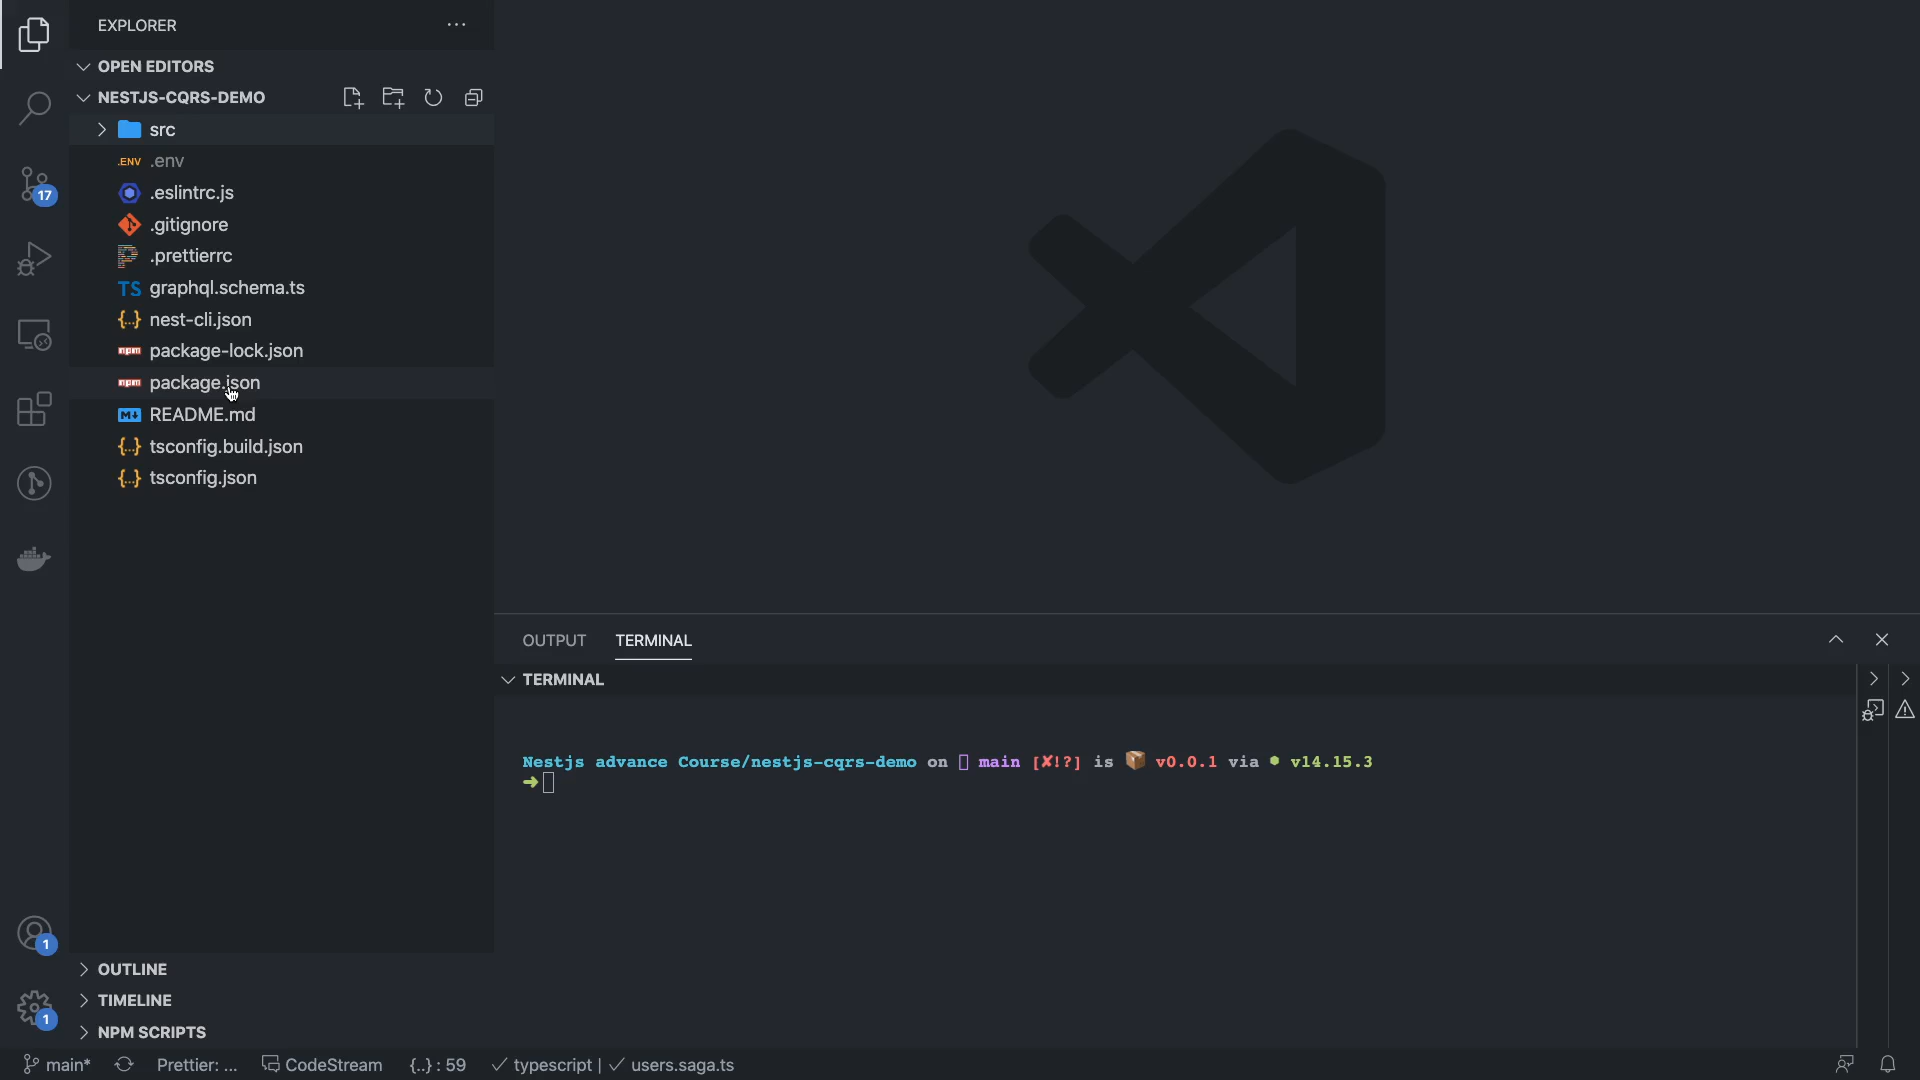 EXPLORER
OPEN EDITORS
NESTJS-CQRS-DEMO
src
.ENV .env
.eslintrc.js
.gitignore
.prettierrc
TS graphql.schema.ts
{..} nest-cli.json
npm package-lock.json
npm package.json
README.md
{..} tsconfig.build.json
{..} tsconfig.json
17
1
1
OUTLINE
TIMELINE
NPM SCRIPTS
OUTPUT TERMINAL
TERMINAL
Nestjs advance Course/nestjs-cqrs-demo on main [✘!?] is 📦 v0.0.1 via ⬢ v14.15.3
➜
main* Prettier: ... CodeStream {..} : 59 ✓ typescript | ✓ users.saga.ts